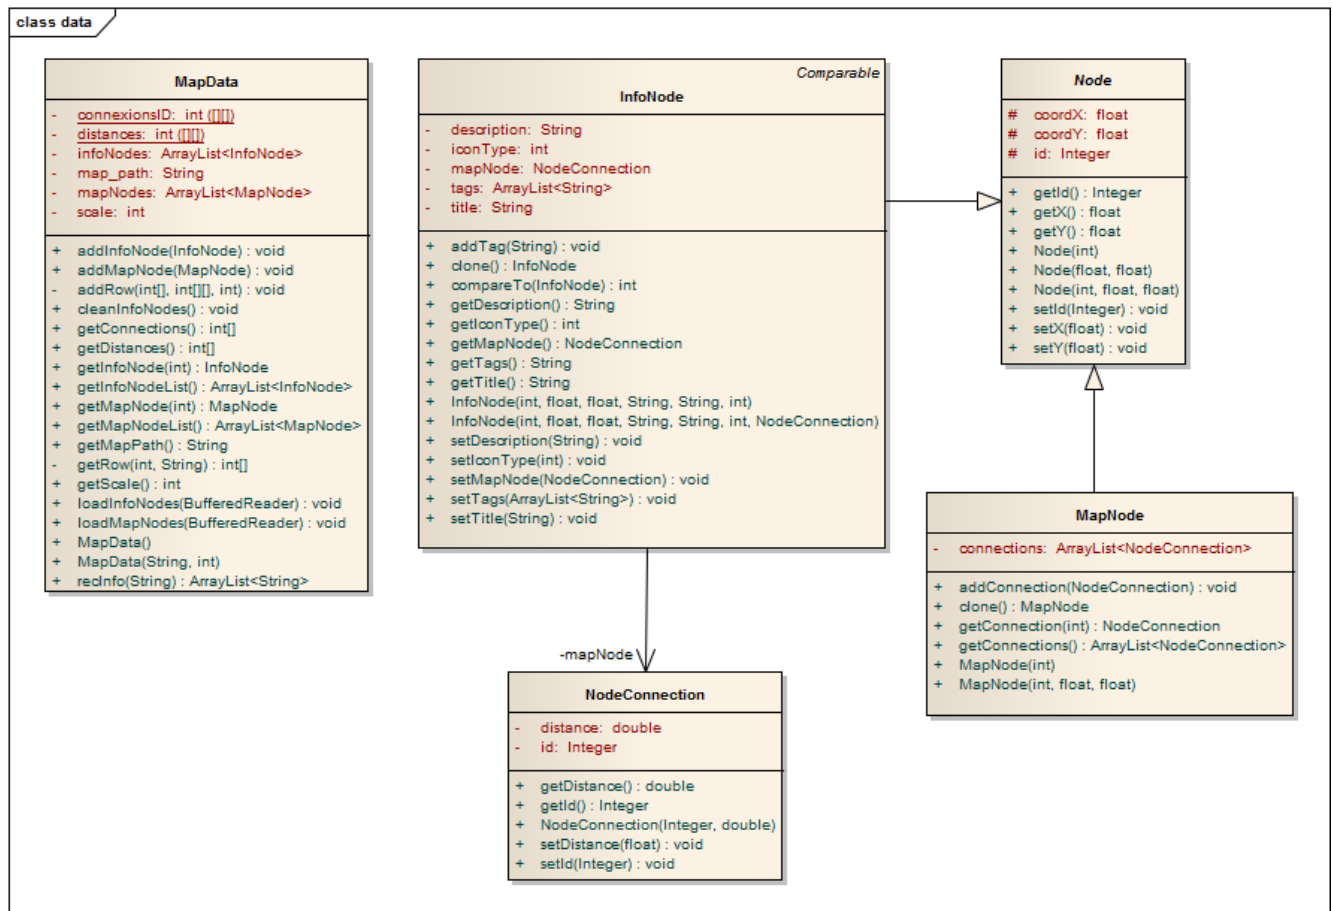 class data
MapData
- connexionsID: int ([][])
- distances: int ([][])
- infoNodes: ArrayList<InfoNode>
- map_path: String
- mapNodes: ArrayList<MapNode>
- scale: int
+ addInfoNode(InfoNode) : void
+ addMapNode(MapNode) : void
- addRow(int[], int[][], int) : void
+ cleanInfoNodes() : void
+ getConnections() : int[]
+ getDistances() : int[]
+ getInfoNode(int) : InfoNode
+ getInfoNodeList() : ArrayList<InfoNode>
+ getMapNode(int) : MapNode
+ getMapNodeList() : ArrayList<MapNode>
+ getMapPath() : String
- getRow(int, String) : int[]
+ getScale() : int
+ loadInfoNodes(BufferedReader) : void
+ loadMapNodes(BufferedReader) : void
+ MapData()
+ MapData(String, int)
+ recInfo(String) : ArrayList<String>
Comparable
InfoNode
- description: String
- iconType: int
- mapNode: NodeConnection
- tags: ArrayList<String>
- title: String
+ addTag(String) : void
+ clone() : InfoNode
+ compareTo(InfoNode) : int
+ getDescription() : String
+ getIconType() : int
+ getMapNode() : NodeConnection
+ getTags() : String
+ getTitle() : String
+ InfoNode(int, float, float, String, String, int)
+ InfoNode(int, float, float, String, String, int, NodeConnection)
+ setDescription(String) : void
+ setIconType(int) : void
+ setMapNode(NodeConnection) : void
+ setTags(ArrayList<String>) : void
+ setTitle(String) : void
Node
# coordX: float
# coordY: float
# id: Integer
+ getId() : Integer
+ getX() : float
+ getY() : float
+ Node(int)
+ Node(float, float)
+ Node(int, float, float)
+ setId(Integer) : void
+ setX(float) : void
+ setY(float) : void
MapNode
- connections: ArrayList<NodeConnection>
+ addConnection(NodeConnection) : void
+ clone() : MapNode
+ getConnection(int) : NodeConnection
+ getConnections() : ArrayList<NodeConnection>
+ MapNode(int)
+ MapNode(int, float, float)
-mapNode
NodeConnection
- distance: double
- id: Integer
+ getDistance() : double
+ getId() : Integer
+ NodeConnection(Integer, double)
+ setDistance(float) : void
+ setId(Integer) : void